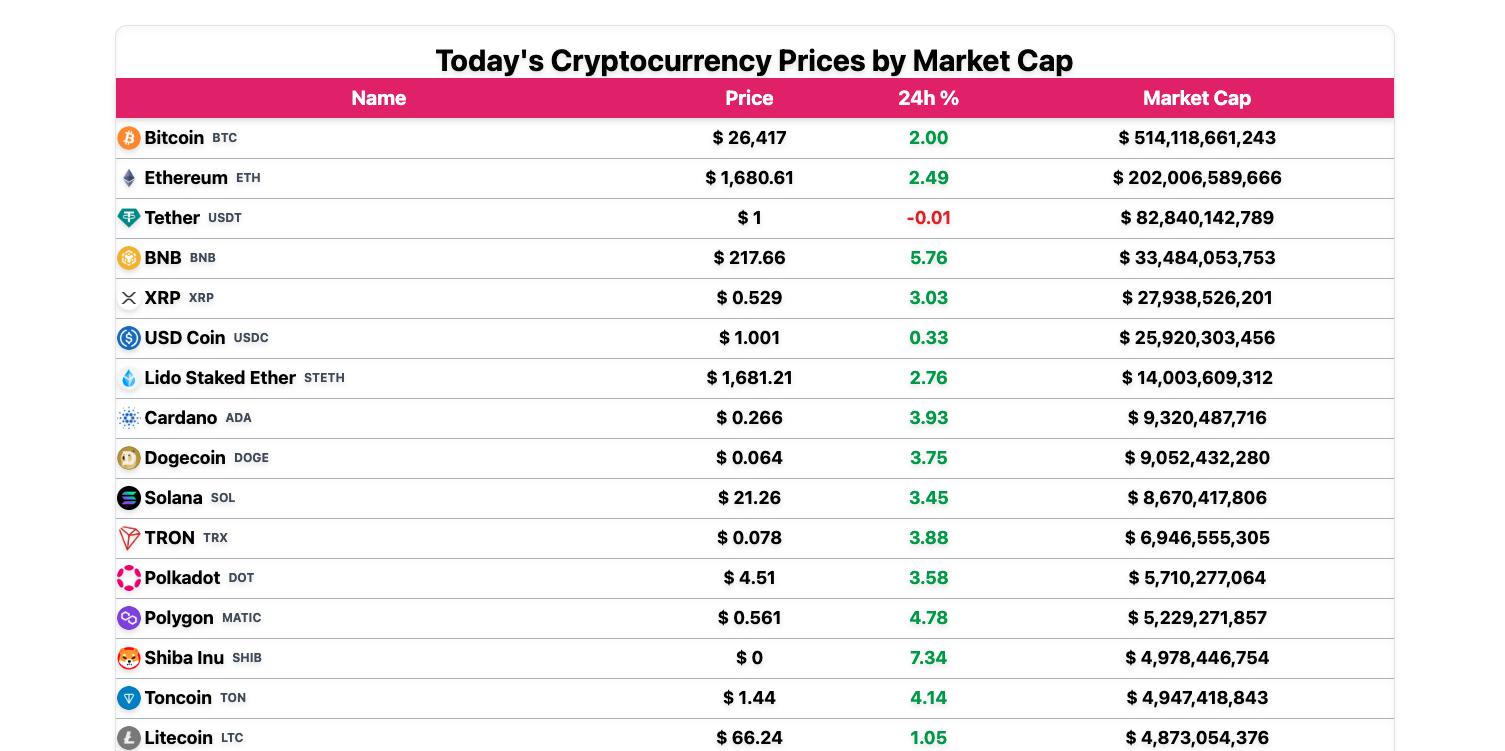 Today's Cryptocurrency Prices by Market Cap
Name Price 24h % Market Cap
Bitcoin BTC $ 26,417 2.00 $ 514,118,661,243
Ethereum ETH $ 1,680.61 2.49 $ 202,006,589,666
Tether USDT $ 1 -0.01 $ 82,840,142,789
BNB BNB $ 217.66 5.76 $ 33,484,053,753
XRP XRP $ 0.529 3.03 $ 27,938,526,201
USD Coin USDC $ 1.001 0.33 $ 25,920,303,456
Lido Staked Ether STETH $ 1,681.21 2.76 $ 14,003,609,312
Cardano ADA $ 0.266 3.93 $ 9,320,487,716
Dogecoin DOGE $ 0.064 3.75 $ 9,052,432,280
Solana SOL $ 21.26 3.45 $ 8,670,417,806
TRON TRX $ 0.078 3.88 $ 6,946,555,305
Polkadot DOT $ 4.51 3.58 $ 5,710,277,064
Polygon MATIC $ 0.561 4.78 $ 5,229,271,857
Shiba Inu SHIB $ 0 7.34 $ 4,978,446,754
Toncoin TON $ 1.44 4.14 $ 4,947,418,843
Litecoin LTC $ 66.24 1.05 $ 4,873,054,376